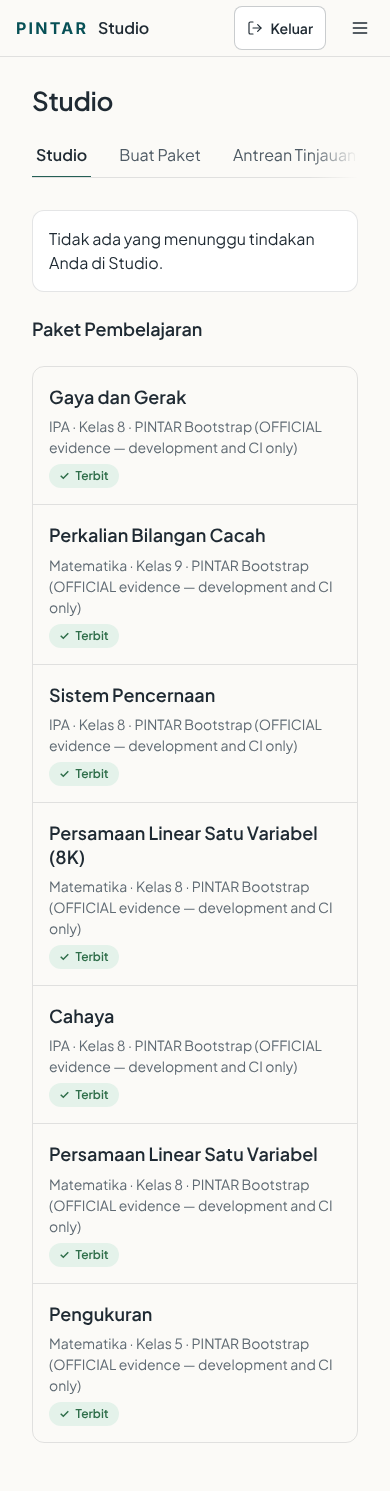 PINTAR Studio
Keluar
Studio
Studio
Buat Paket
Antrean Tinjauan
Tidak ada yang menunggu tindakan
Anda di Studio.
Paket Pembelajaran
Gaya dan Gerak
IPA · Kelas 8 · PINTAR Bootstrap (OFFICIAL
evidence — development and CI only)
✓ Terbit
Perkalian Bilangan Cacah
Matematika · Kelas 9 · PINTAR Bootstrap
(OFFICIAL evidence — development and CI
only)
✓ Terbit
Sistem Pencernaan
IPA · Kelas 8 · PINTAR Bootstrap (OFFICIAL
evidence — development and CI only)
✓ Terbit
Persamaan Linear Satu Variabel
(8K)
Matematika · Kelas 8 · PINTAR Bootstrap
(OFFICIAL evidence — development and CI
only)
✓ Terbit
Cahaya
IPA · Kelas 8 · PINTAR Bootstrap (OFFICIAL
evidence — development and CI only)
✓ Terbit
Persamaan Linear Satu Variabel
Matematika · Kelas 8 · PINTAR Bootstrap
(OFFICIAL evidence — development and CI
only)
✓ Terbit
Pengukuran
Matematika · Kelas 5 · PINTAR Bootstrap
(OFFICIAL evidence — development and CI
only)
✓ Terbit